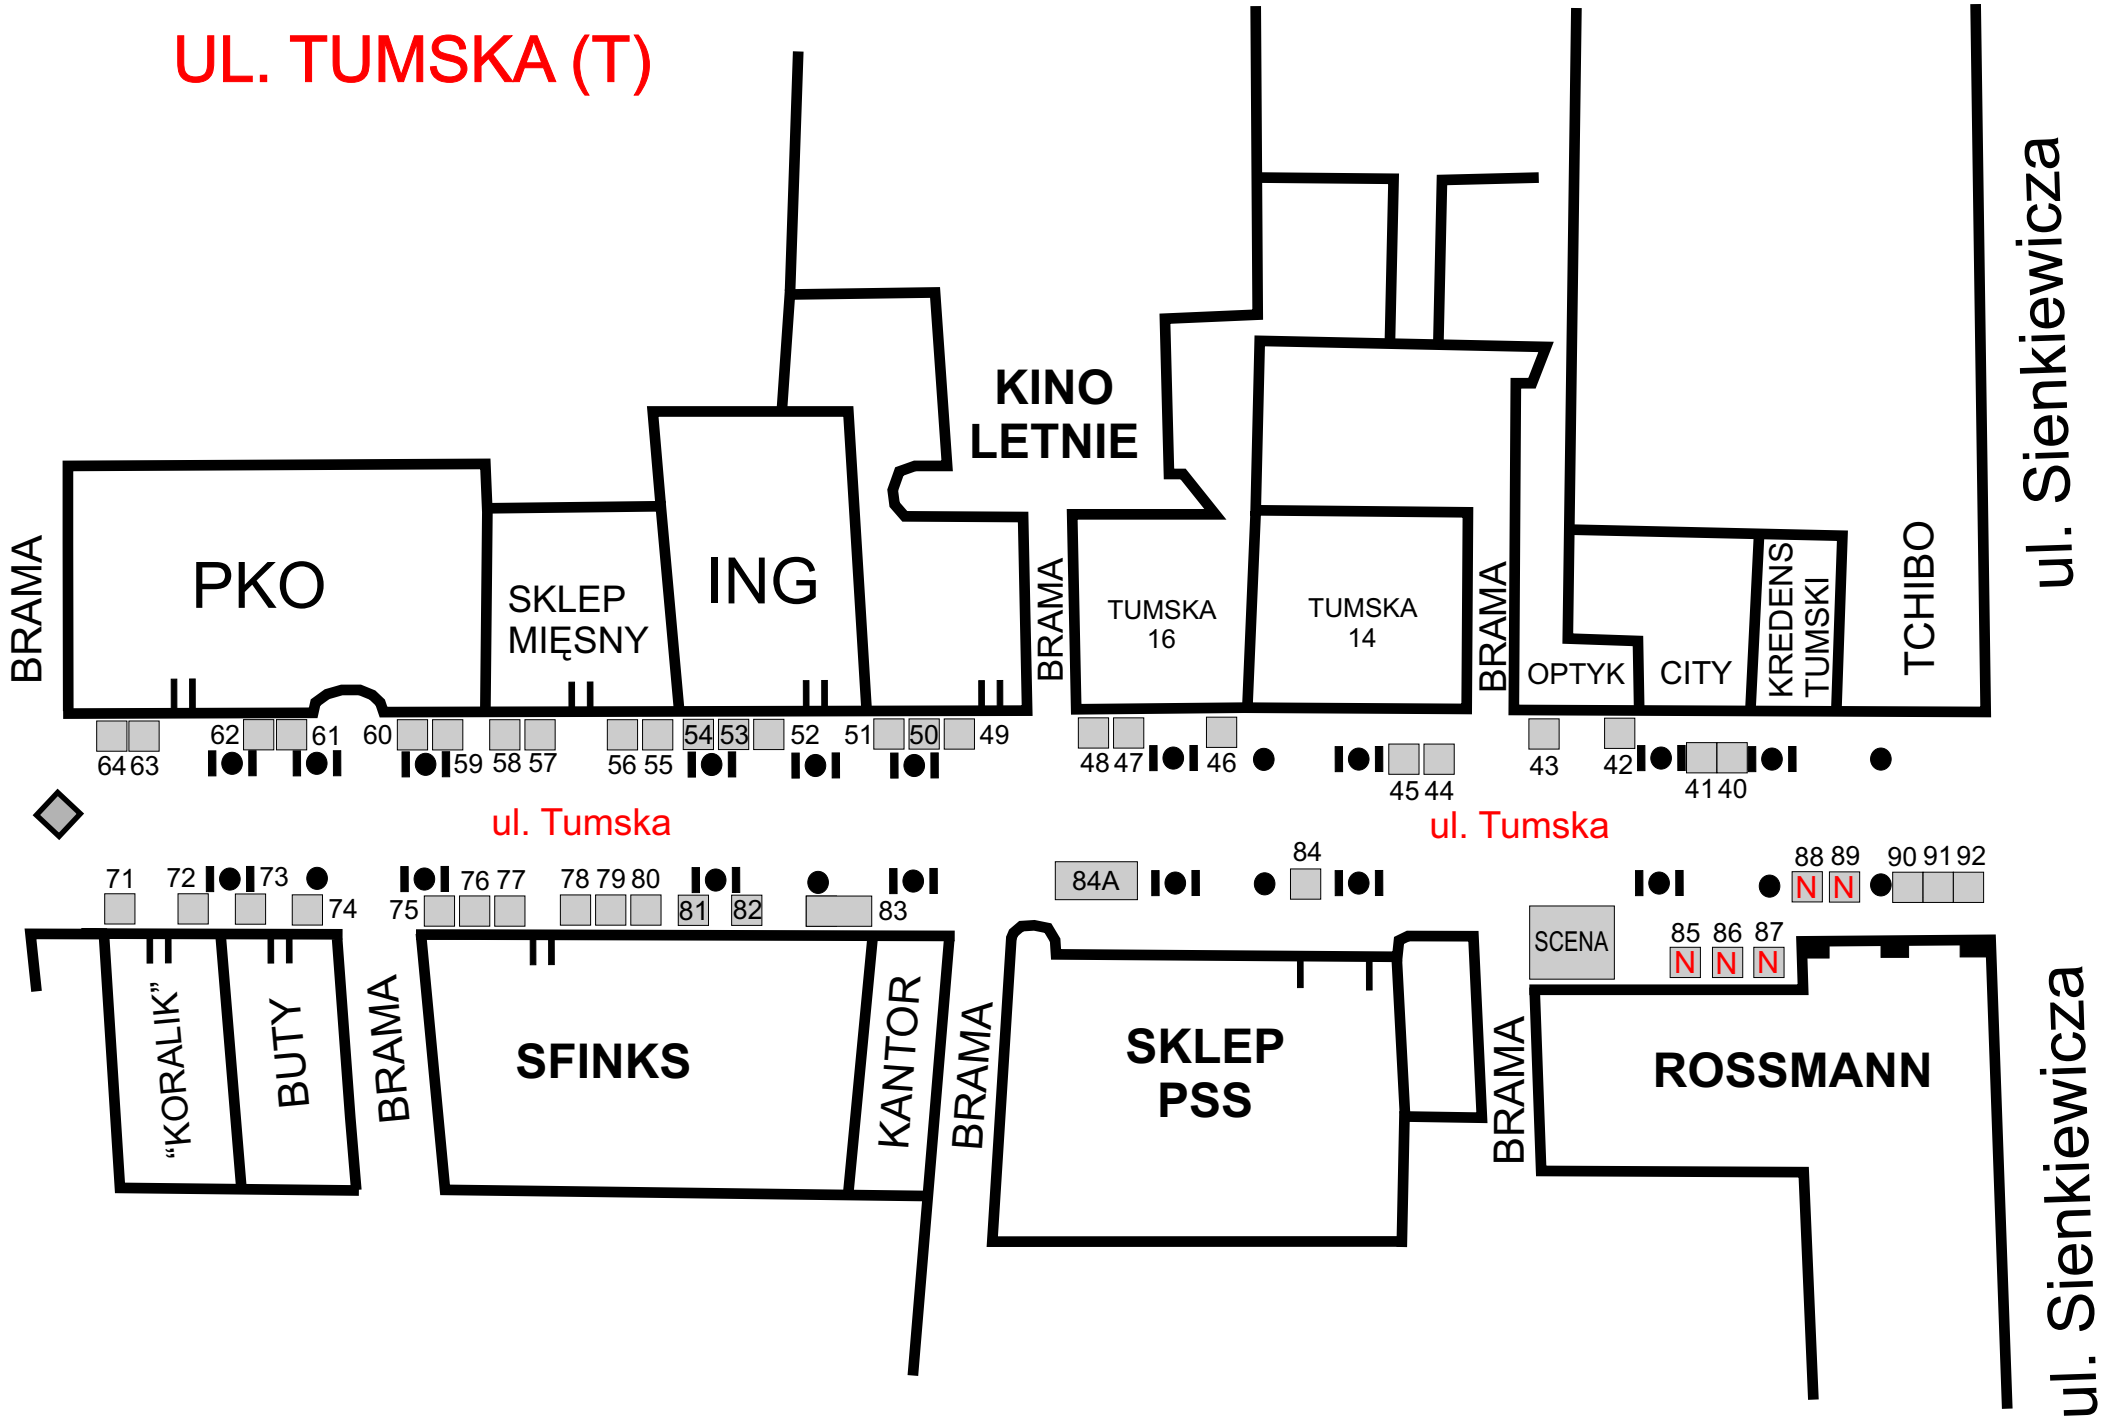 UL. TUMSKA (T)
ul. Sienkiewicza
KINO
LETNIE
BRAMA
PKO
SKLEP
MIĘSNY
ING
BRAMA
TUMSKA
16
TUMSKA
14
BRAMA
OPTYK
CITY
KREDENS
TUMSKI
TCHIBO
64 63 62 61 60 59 58 57 56 55 54 53 52 51 50 49 48 47 46 45 44 43 42 41 40
ul. Tumska
ul. Tumska
71 72 73 74 75 76 77 78 79 80 81 82 83 84A 84
SCENA
85 86 87 88 89 90 91 92
N N N N N
"KORALIK"
BUTY
BRAMA
SFINKS
KANTOR
BRAMA
SKLEP
PSS
BRAMA
ROSSMANN
ul. Sienkiewicza